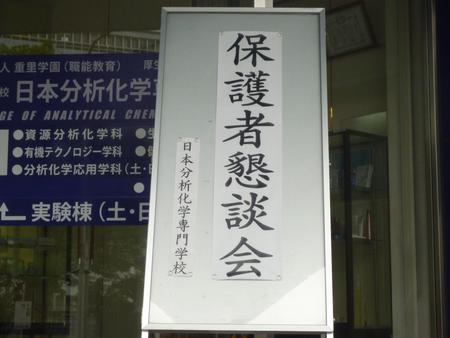 保護者懇談会
日本分析化学専門学校
人 重里学園（職能教育） 厚生
校 日本分析化学専
GE OF ANALYTICAL CHEM
●資源分析化学科
●有機テクノロジー学科
●分析化学応用学科（土・日
実験棟（土・日